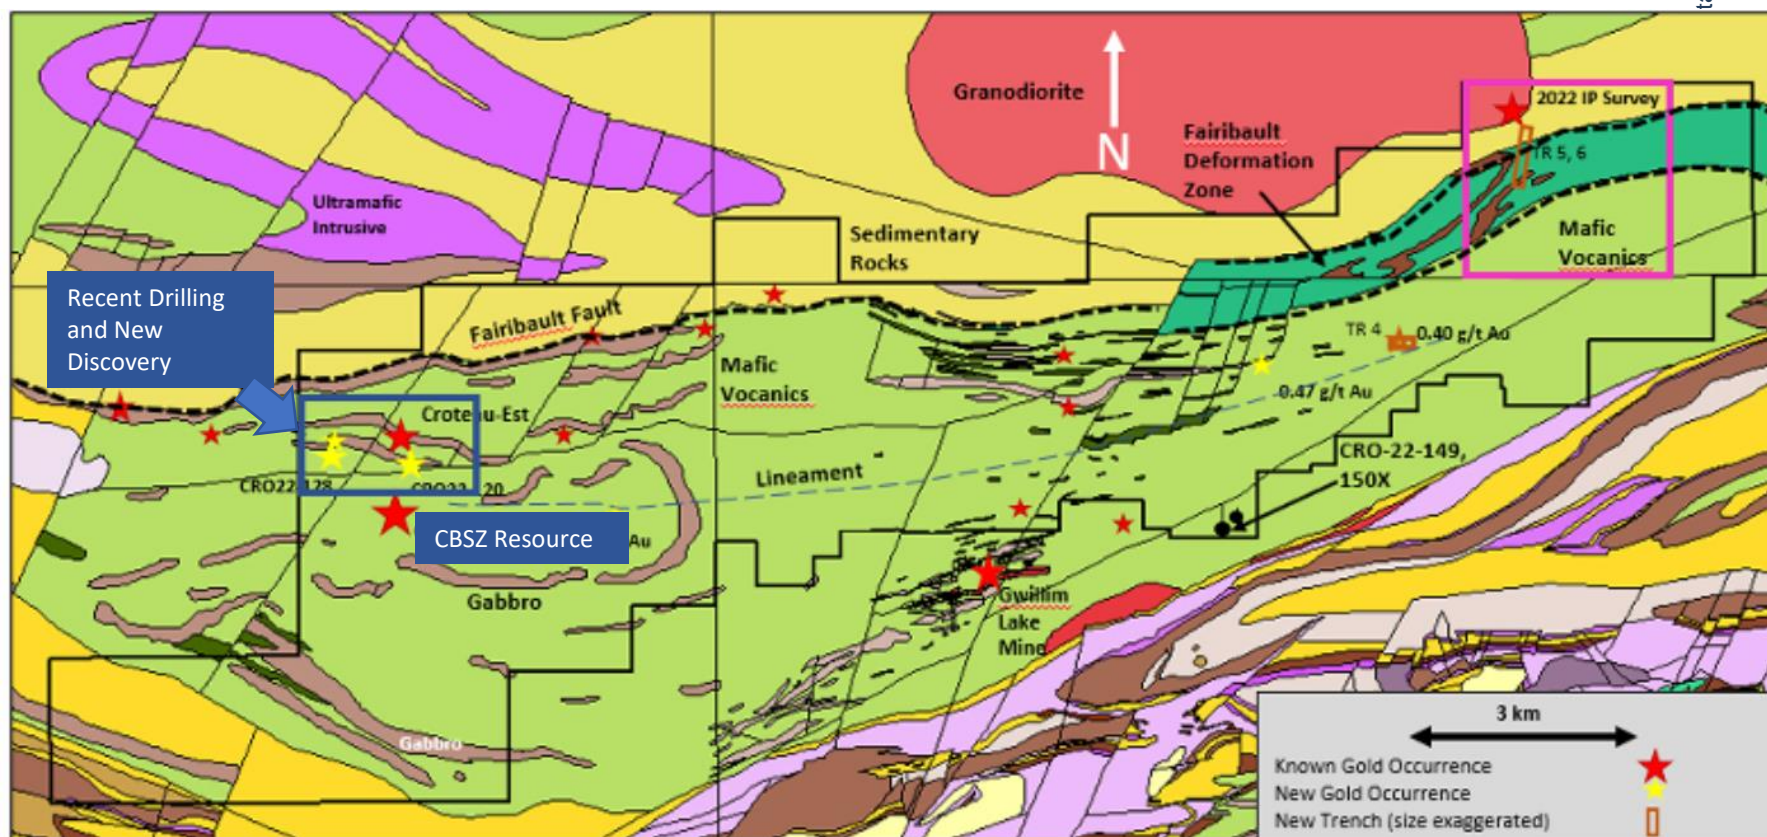 Granodiorite
N
Fairibault
Deformation
Zone
2022 IP Survey
TR 5, 6
Ultramafic
Intrusive
Sedimentary
Rocks
Mafic
Vocanics
Recent Drilling
and New
Discovery
Fairibault Fault
Mafic
Vocanics
TR 4
0.40 g/t Au
0.47 g/t Au
Croteau-Est
Lineament
CRO-22-149,
150X
CBSZ Resource
Au
Gabbro
Gwillim
Lake
Mine
Gabbro
3 km
Known Gold Occurrence
New Gold Occurrence
New Trench (size exaggerated)